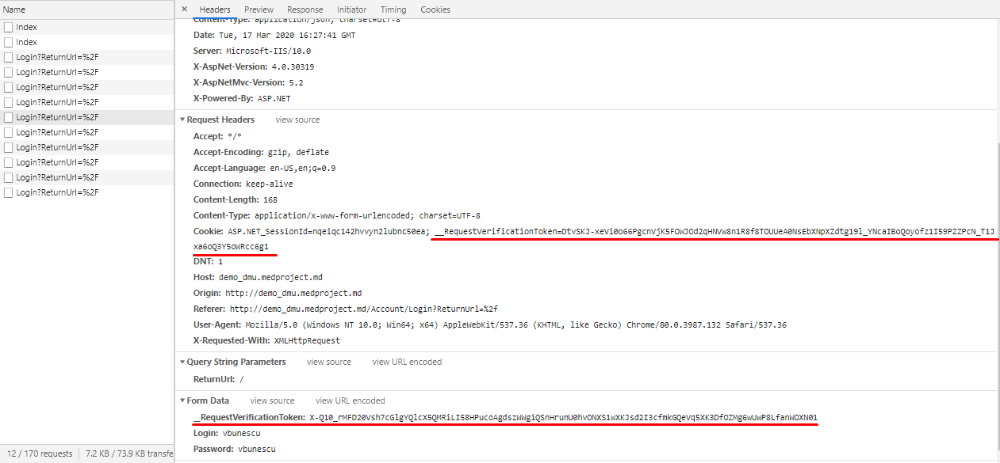 Name
Index
Index
Login?ReturnUrl=%2F
Login?ReturnUrl=%2F
Login?ReturnUrl=%2F
Login?ReturnUrl=%2F
Login?ReturnUrl=%2F
Login?ReturnUrl=%2F
Login?ReturnUrl=%2F
Login?ReturnUrl=%2F
Login?ReturnUrl=%2F
Login?ReturnUrl=%2F
12 / 170 requests 7.2 KB / 73.9 KB transfe
× Headers Preview Response Initiator Timing Cookies
Content-Type: application/json; charset=utf-8
Date: Tue, 17 Mar 2020 16:27:41 GMT
Server: Microsoft-IIS/10.0
X-AspNet-Version: 4.0.30319
X-AspNetMvc-Version: 5.2
X-Powered-By: ASP.NET
▼ Request Headers view source
Accept: */*
Accept-Encoding: gzip, deflate
Accept-Language: en-US,en;q=0.9
Connection: keep-alive
Content-Length: 168
Content-Type: application/x-www-form-urlencoded; charset=UTF-8
Cookie: ASP.NET_SessionId=nqeiqc142hvvyn2lubnc50ea; __RequestVerificationToken=DtvSKJ-xeVi0o66PgcnVjK5FOWJOd2qHNVw8n1R8f8TOUUeA0NsEbXNpXZdtg19l_YNcaIBoQoyofz1I59PZZPcN_T1J
xa6oQ3Y5oWRcc6g1
DNT: 1
Host: demo_dmu.medproject.md
Origin: http://demo_dmu.medproject.md
Referer: http://demo_dmu.medproject.md/Account/Login?ReturnUrl=%2f
User-Agent: Mozilla/5.0 (Windows NT 10.0; Win64; x64) AppleWebKit/537.36 (KHTML, like Gecko) Chrome/80.0.3987.132 Safari/537.36
X-Requested-With: XMLHttpRequest
▼ Query String Parameters view source view URL encoded
ReturnUrl: /
▼ Form Data view source view URL encoded
__RequestVerificationToken: X-Q10_rMFD20Vsh7cGlgYQlcX5QMRiLI58HPucoAgdszWWgiQSnHrunU0hvONXS1wXKJsd2I3cfmkGQeVq5XK3DfOZMg6wUwP8LfanWOXN01
Login: vbunescu
Password: vbunescu